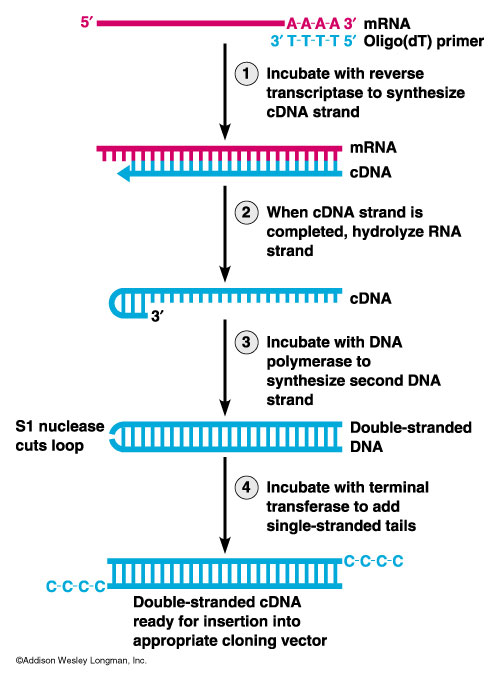 5′ A-A-A-A 3′ mRNA
3′ T-T-T-T 5′ Oligo(dT) primer
1 Incubate with reverse
transcriptase to synthesize
cDNA strand
mRNA
cDNA
2 When cDNA strand is
completed, hydrolyze RNA
strand
cDNA
3′
3 Incubate with DNA
polymerase to
synthesize second DNA
strand
S1 nuclease
cuts loop
Double-stranded
DNA
4 Incubate with terminal
transferase to add
single-stranded tails
C-C-C-C
C-C-C-C
Double-stranded cDNA
ready for insertion into
appropriate cloning vector
©Addison Wesley Longman, Inc.